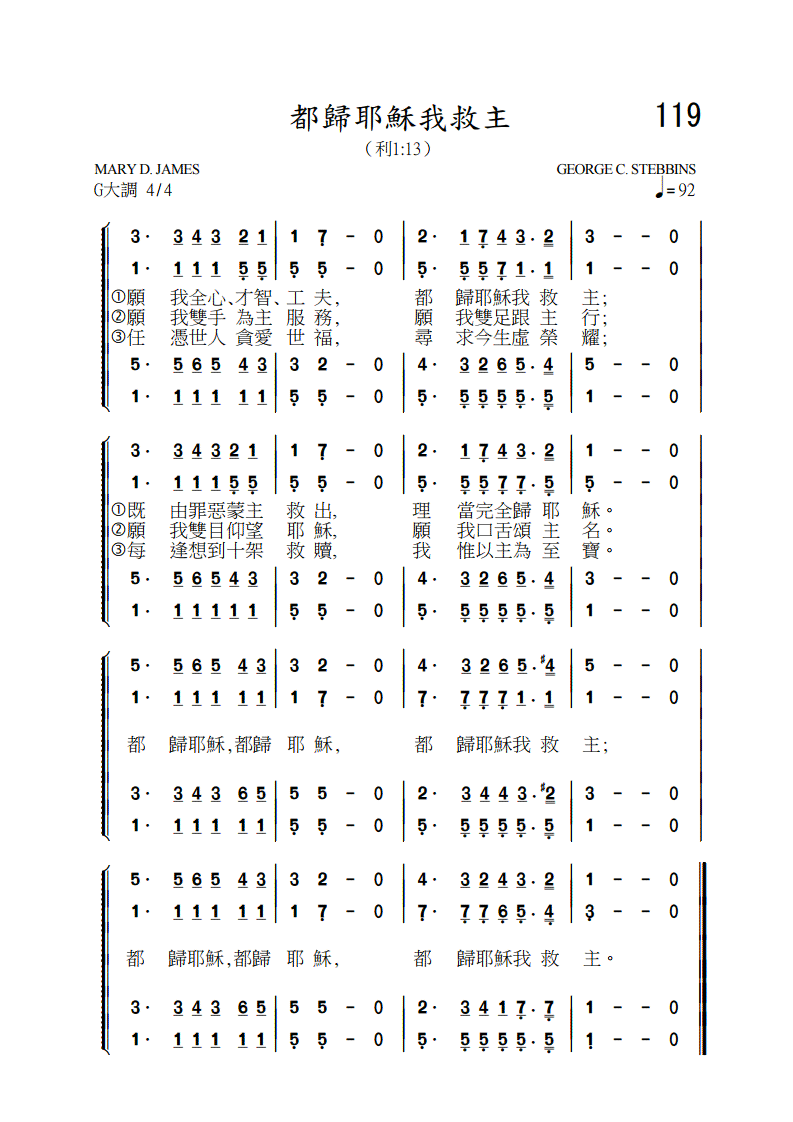 都歸耶穌我救主
119
（利1:13）
MARY D. JAMES
GEORGE C. STEBBINS
G大調 4/4
♩=92
3· 3 4 3 2 1 | 1 7 - 0 | 2· 1 7 4 3 . 2 | 3 - - 0
1· 1 1 1 5 5 | 5 5 - 0 | 5· 5 5 7 1 . 1 | 1 - - 0
①願 我全心、才智、工 夫, 都 歸耶穌我 救 主;
②願 我雙手 為主 服 務, 願 我雙足跟 主 行;
③任 憑世人 貪愛 世 福, 尋 求今生虛 榮 耀;
5· 5 6 5 4 3 | 3 2 - 0 | 4· 3 2 6 5 . 4 | 5 - - 0
1· 1 1 1 1 1 | 5 5 - 0 | 5· 5 5 5 5 . 5 | 1 - - 0
3· 3 4 3 2 1 | 1 7 - 0 | 2· 1 7 4 3 . 2 | 1 - - 0
1· 1 1 1 5 5 | 5 5 - 0 | 5· 5 5 7 7 . 5 | 5 - - 0
①既 由罪惡蒙主 救 出, 理 當完全歸 耶 穌。
②願 我雙目仰望 耶 穌, 願 我口舌頌 主 名。
③每 逢想到十架 救 贖, 我 惟以主為 至 寶。
5· 5 6 5 4 3 | 3 2 - 0 | 4· 3 2 6 5 . 4 | 3 - - 0
1· 1 1 1 1 1 | 5 5 - 0 | 5· 5 5 5 5 . 5 | 1 - - 0
5· 5 6 5 4 3 | 3 2 - 0 | 4· 3 2 6 5 . ♯4 | 5 - - 0
1· 1 1 1 1 1 | 1 7 - 0 | 7· 7 7 7 1 . 1 | 1 - - 0
都 歸耶穌,都歸 耶 穌, 都 歸耶穌我 救 主;
3· 3 4 3 6 5 | 5 5 - 0 | 2· 3 4 4 3 . ♯2 | 3 - - 0
1· 1 1 1 1 1 | 5 5 - 0 | 5· 5 5 5 5 . 5 | 1 - - 0
5· 5 6 5 4 3 | 3 2 - 0 | 4· 3 2 4 3 . 2 | 1 - - 0
1· 1 1 1 1 1 | 1 7 - 0 | 7· 7 7 6 5 . 4 | 3 - - 0
都 歸耶穌,都歸 耶 穌, 都 歸耶穌我 救 主。
3· 3 4 3 6 5 | 5 5 - 0 | 2· 3 4 1 7 . 7 | 1 - - 0
1· 1 1 1 1 1 | 5 5 - 0 | 5· 5 5 5 5 . 5 | 1 - - 0